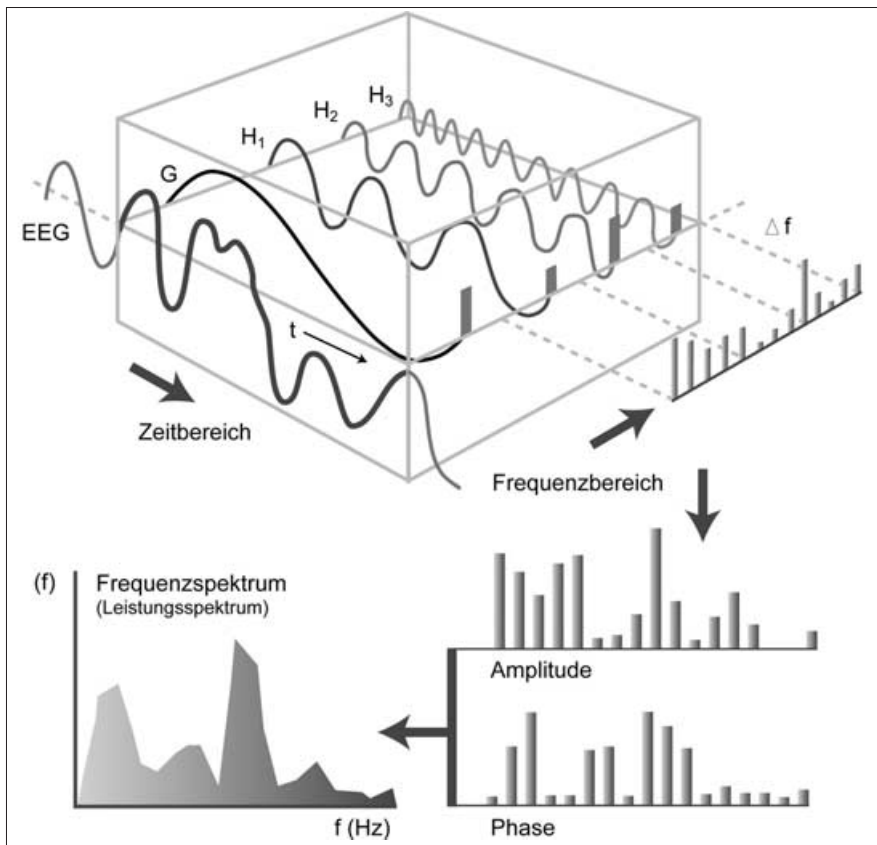 H₃
H₂
H₁
G
EEG
Δ f
t
Zeitbereich
Frequenzbereich
(f)
Frequenzspektrum
(Leistungsspektrum)
Amplitude
f (Hz)
Phase